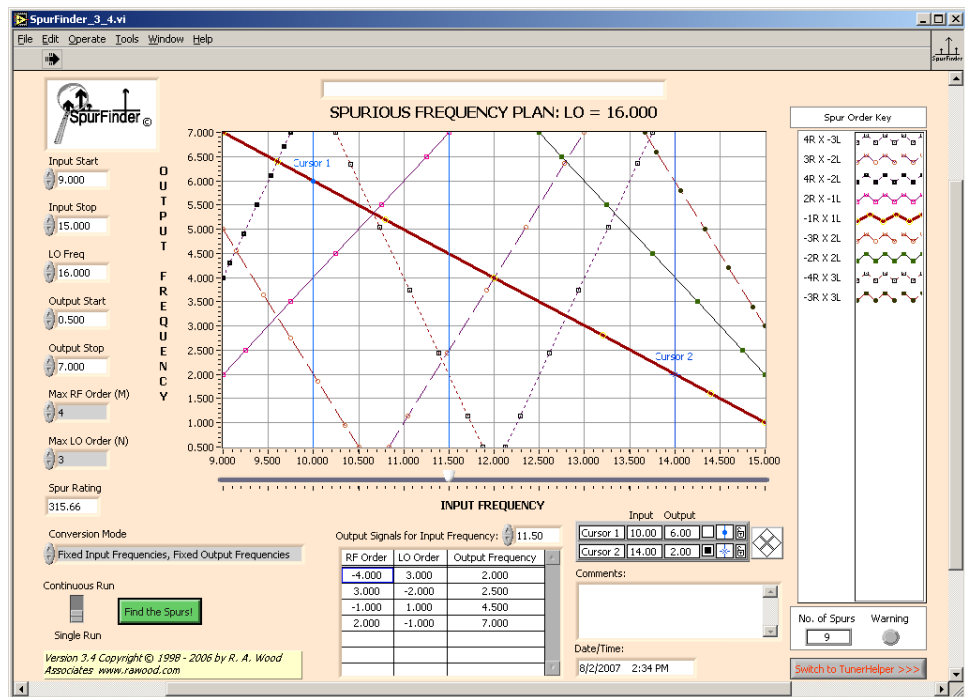 SpurFinder_3_4.vi
File Edit Operate Tools Window Help
SpurFinder
SpurFinder ©
SPURIOUS FREQUENCY PLAN: LO = 16.000
Input Start
9.000
Input Stop
15.000
LO Freq
16.000
Output Start
0.500
Output Stop
7.000
Max RF Order (M)
4
Max LO Order (N)
3
Spur Rating
315.66
Conversion Mode
Fixed Input Frequencies, Fixed Output Frequencies
Continuous Run
Single Run
Find the Spurs!
Version 3.4 Copyright © 1998 - 2006 by R. A. Wood
Associates www.rawood.com
OUTPUT FREQUENCY
7.000
6.500
6.000
5.500
5.000
4.500
4.000
3.500
3.000
2.500
2.000
1.500
1.000
0.500
Cursor 1
Cursor 2
9.000 9.500 10.000 10.500 11.000 11.500 12.000 12.500 13.000 13.500 14.000 14.500 15.000
INPUT FREQUENCY
Output Signals for Input Frequency: 11.50
RF Order LO Order Output Frequency
-4.000 3.000 2.000
3.000 -2.000 2.500
-1.000 1.000 4.500
2.000 -1.000 7.000
Input Output
Cursor 1 10.00 6.00
Cursor 2 14.00 2.00
Comments:
Date/Time:
8/2/2007 2:34 PM
Spur Order Key
4R X -3L
3R X -2L
4R X -2L
2R X -1L
-1R X 1L
-3R X 2L
-2R X 2L
-4R X 3L
-3R X 3L
No. of Spurs Warning
9
Switch to TunerHelper >>>